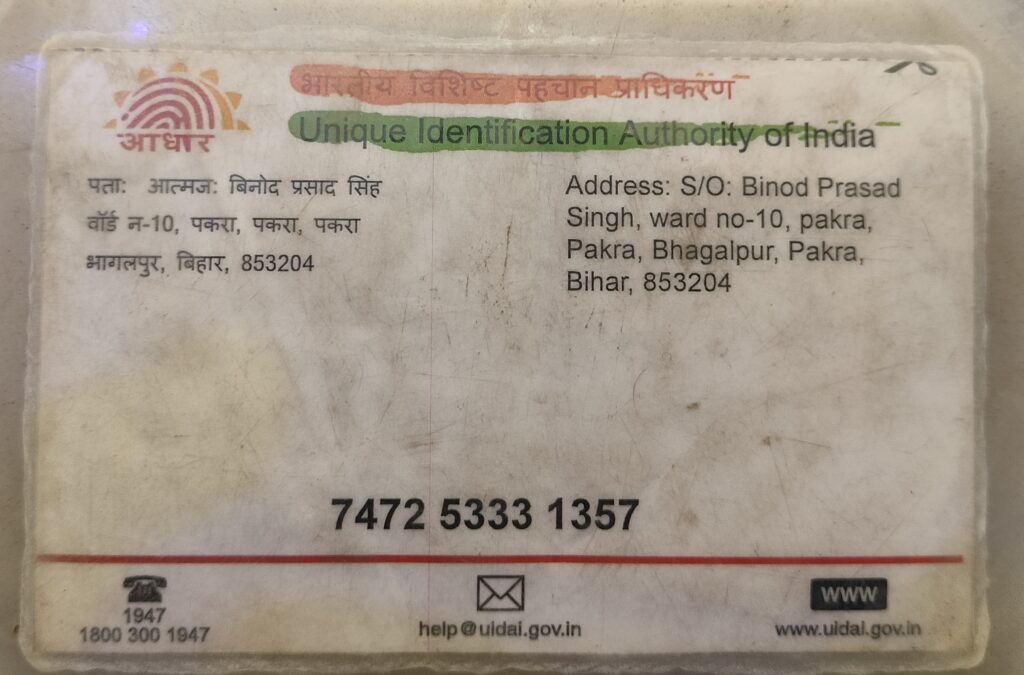 आधार
भारतीय विशिष्ट पहचान प्राधिकरण
Unique Identification Authority of India
पता: आत्मज: बिनोद प्रसाद सिंह
वॉर्ड न-10, पकरा, पकरा, पकरा
भागलपुर, बिहार, 853204
Address: S/O: Binod Prasad
Singh, ward no-10, pakra,
Pakra, Bhagalpur, Pakra,
Bihar, 853204
7472 5333 1357
1947
1800 300 1947
help@uidai.gov.in
www
www.uidai.gov.in